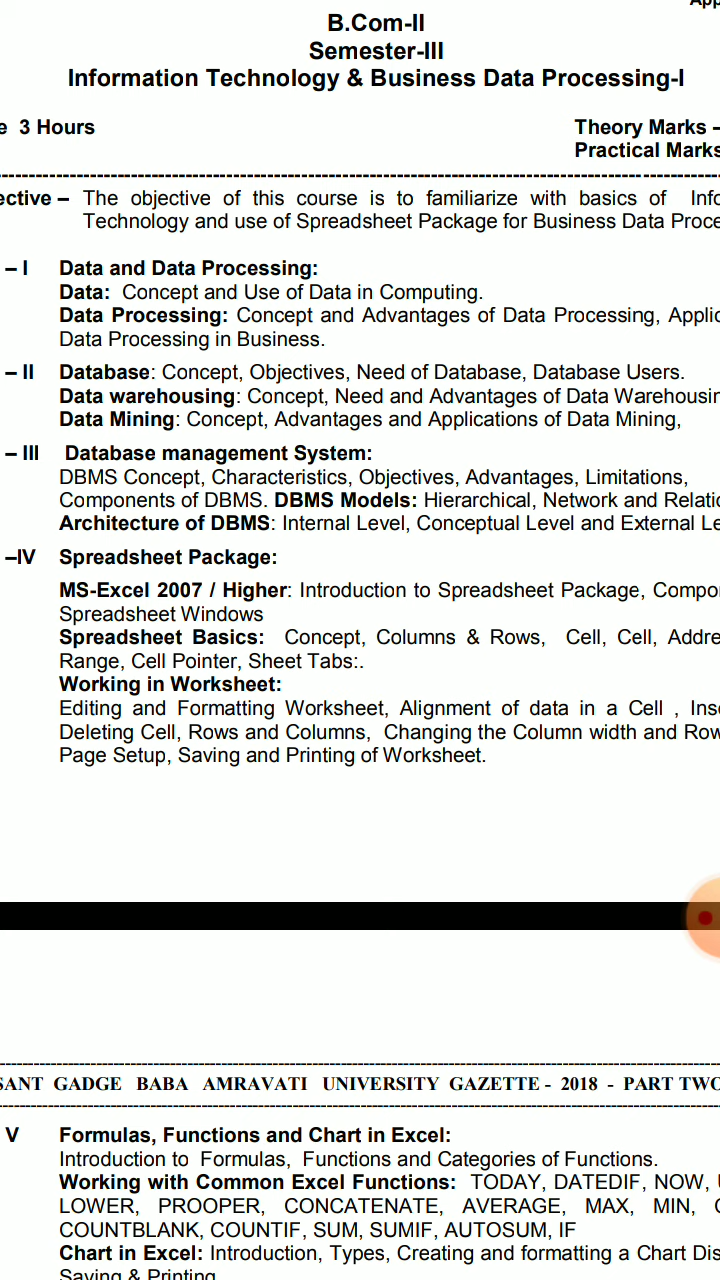 B.Com-II
Semester-III
Information Technology & Business Data Processing-I
3 Hours
Theory Marks –
Practical Marks
– The objective of this course is to familiarize with basics of
Technology and use of Spreadsheet Package for Business Data
– I Data and Data Processing:
Data: Concept and Use of Data in Computing.
Data Processing: Concept and Advantages of Data Processing,
Data Processing in Business.
– II Database: Concept, Objectives, Need of Database, Database Users.
Data warehousing: Concept, Need and Advantages of Data
Data Mining: Concept, Advantages and Applications of Data Mining,
– III Database management System:
DBMS Concept, Characteristics, Objectives, Advantages, Limitations,
Components of DBMS. DBMS Models: Hierarchical, Network and
Architecture of DBMS: Internal Level, Conceptual Level and External
–IV Spreadsheet Package:
MS-Excel 2007 / Higher: Introduction to Spreadsheet Package,
Spreadsheet Windows
Spreadsheet Basics: Concept, Columns & Rows, Cell, Cell,
Range, Cell Pointer, Sheet Tabs:.
Working in Worksheet:
Editing and Formatting Worksheet, Alignment of data in a Cell ,
Deleting Cell, Rows and Columns, Changing the Column width and Row
Page Setup, Saving and Printing of Worksheet.
SANT GADGE BABA AMRAVATI UNIVERSITY GAZETTE - 2018 - PART TWO
V Formulas, Functions and Chart in Excel:
Introduction to Formulas, Functions and Categories of Functions.
Working with Common Excel Functions: TODAY, DATEDIF, NOW,
LOWER, PROOPER, CONCATENATE, AVERAGE, MAX, MIN,
COUNTBLANK, COUNTIF, SUM, SUMIF, AUTOSUM, IF
Chart in Excel: Introduction, Types, Creating and formatting a Chart
Saving & Printing